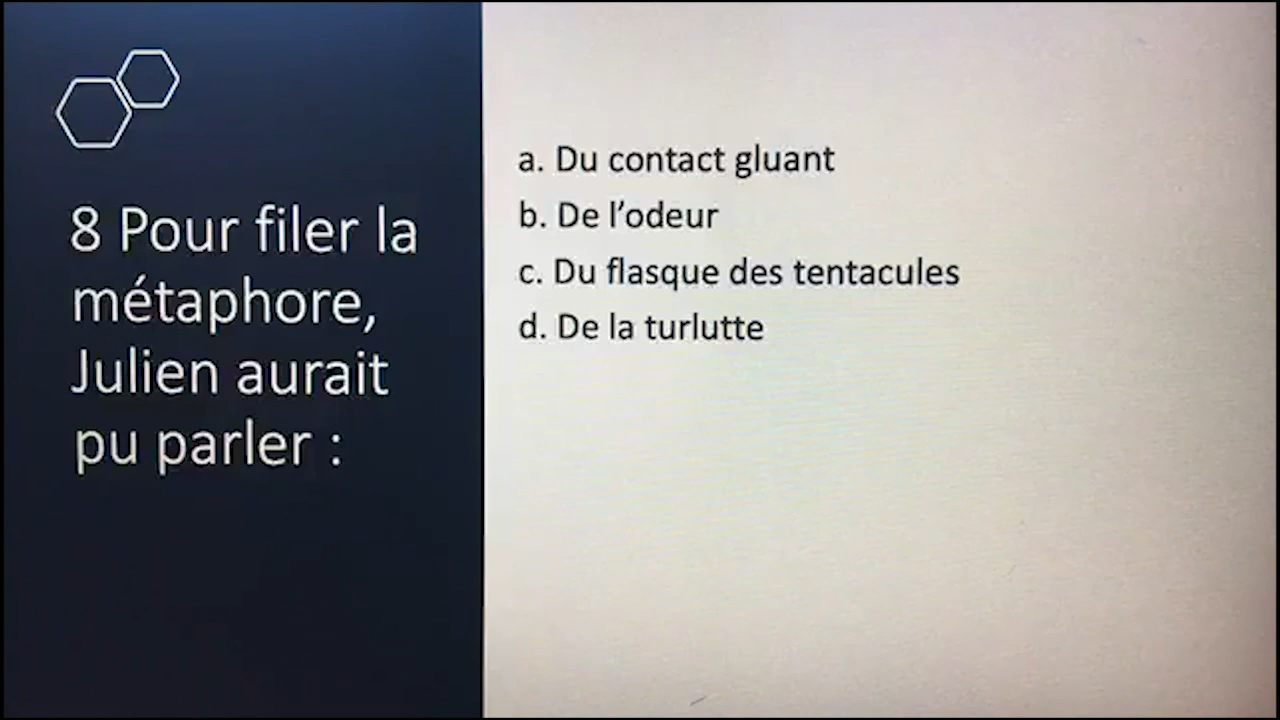 8 Pour filer la
métaphore,
Julien aurait
pu parler :
a. Du contact gluant
b. De l'odeur
c. Du flasque des tentacules
d. De la turlutte